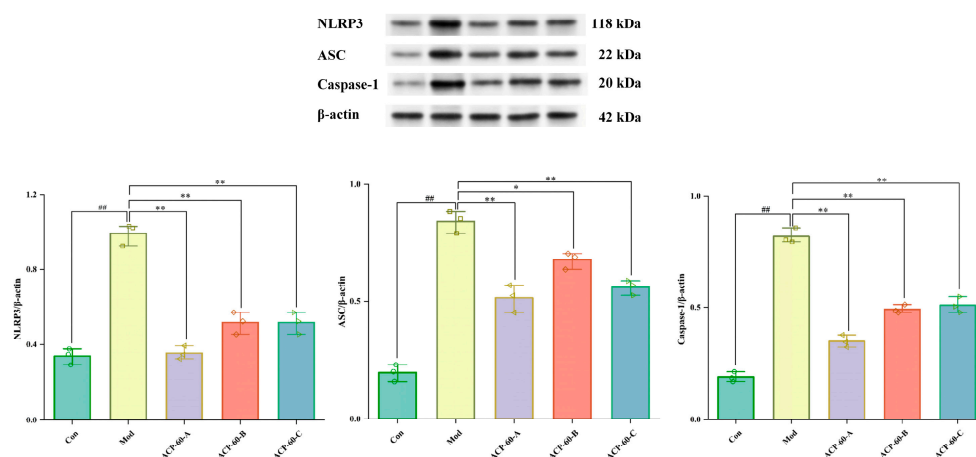 NLRP3 118 kDa
ASC 22 kDa
Caspase-1 20 kDa
β-actin 42 kDa
NLRP3/β-actin
1.2
0.8
0.4
0.0
##
**
**
**
Con Mod ACP-60-A ACP-60-B ACP-60-C
ASC/β-actin
1.0
0.5
0.0
##
**
*
**
Con Mod ACP-60-A ACP-60-B ACP-60-C
Caspase-1/β-actin
1.0
0.5
0.0
##
**
**
**
Con Mod ACP-60-A ACP-60-B ACP-60-C